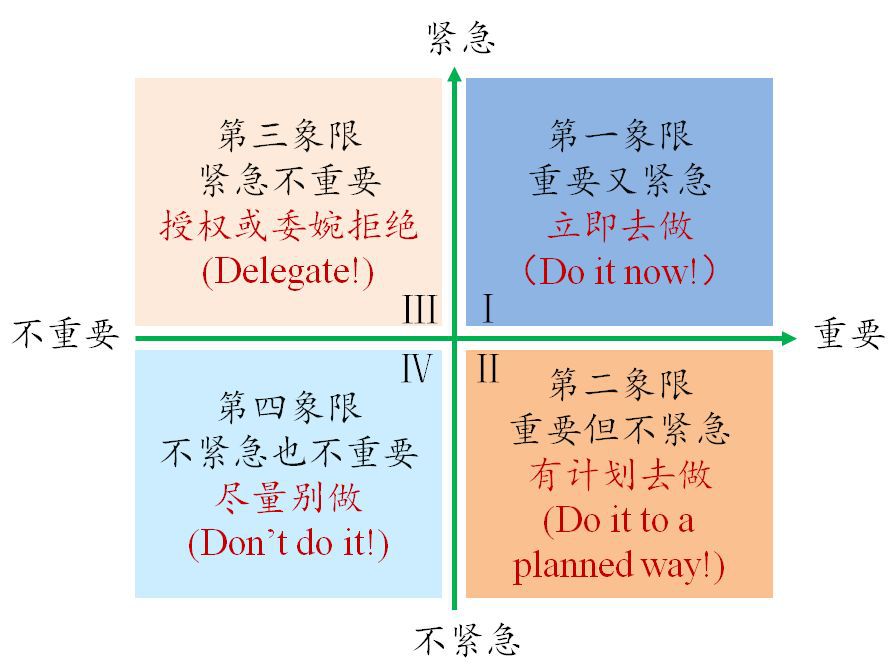 紧急
第三象限
紧急不重要
授权或委婉拒绝
(Delegate!)
III
第一象限
重要又紧急
立即去做
（Do it now!）
I
不重要
重要
IV
第四象限
不紧急也不重要
尽量别做
(Don’t do it!)
II
第二象限
重要但不紧急
有计划去做
(Do it to a
planned way!)
不紧急